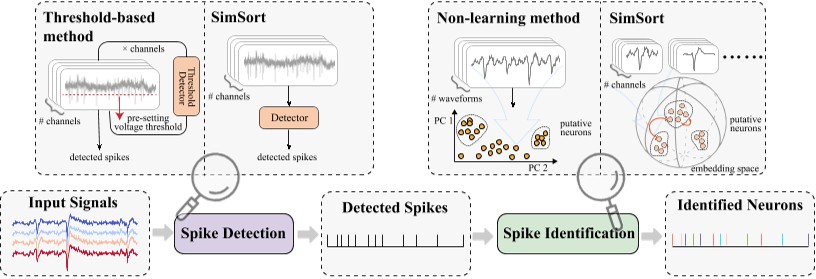 Threshold-based
method
× channels
Threshold
Detector
# channels
pre-setting
voltage threshold
detected spikes
SimSort
# channels
Detector
detected spikes
Non-learning method
# waveforms
PC 1
putative
neurons
PC 2
SimSort
# channels
putative
neurons
embedding space
Input Signals
Spike Detection
Detected Spikes
Spike Identification
Identified Neurons